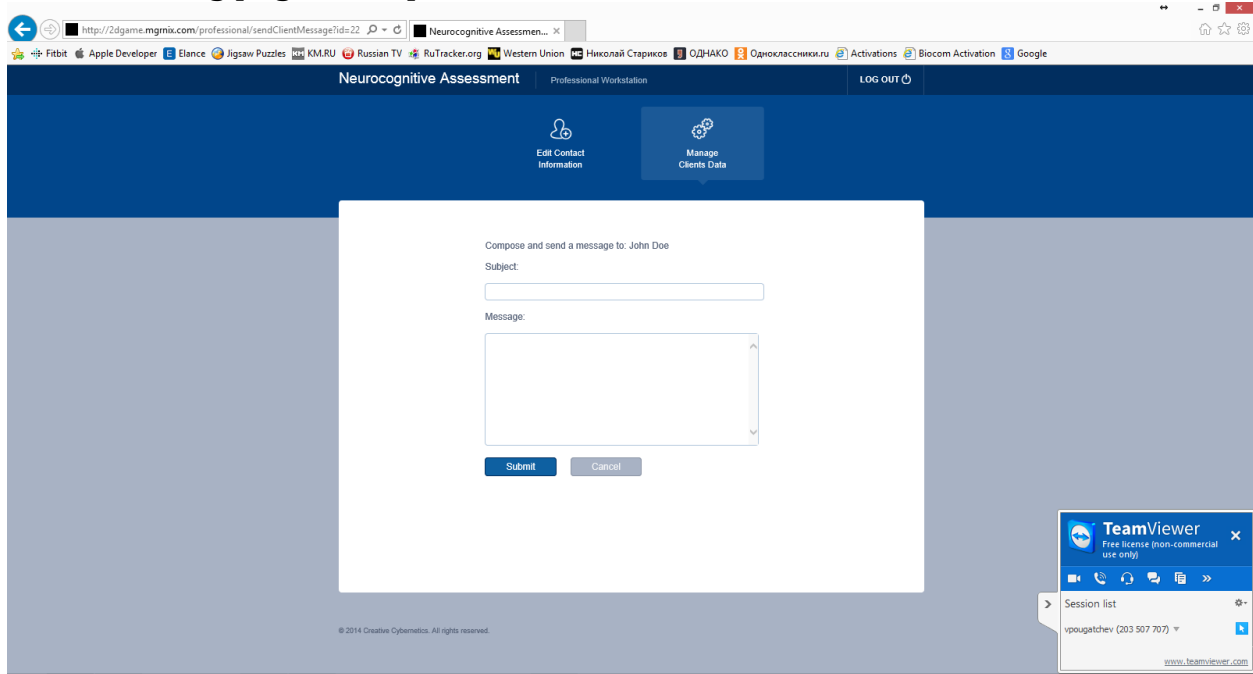 http://2dgame.mgrnix.com/professional/sendClientMessage?id=22
Neurocognitive Assessmen...
Fitbit Apple Developer Elance Jigsaw Puzzles KM.RU Russian TV RuTracker.org Western Union Николай Стариков ОДНАКО Одноклассники.ru Activations Biocom Activation Google
Neurocognitive Assessment Professional Workstation LOG OUT
Edit Contact
Information
Manage
Clients Data
Compose and send a message to: John Doe
Subject:
Message:
Submit Cancel
TeamViewer
Free license (non-commercial
use only)
Session list
vpougatchev (203 507 707)
www.teamviewer.com
© 2014 Creative Cybernetics. All rights reserved.